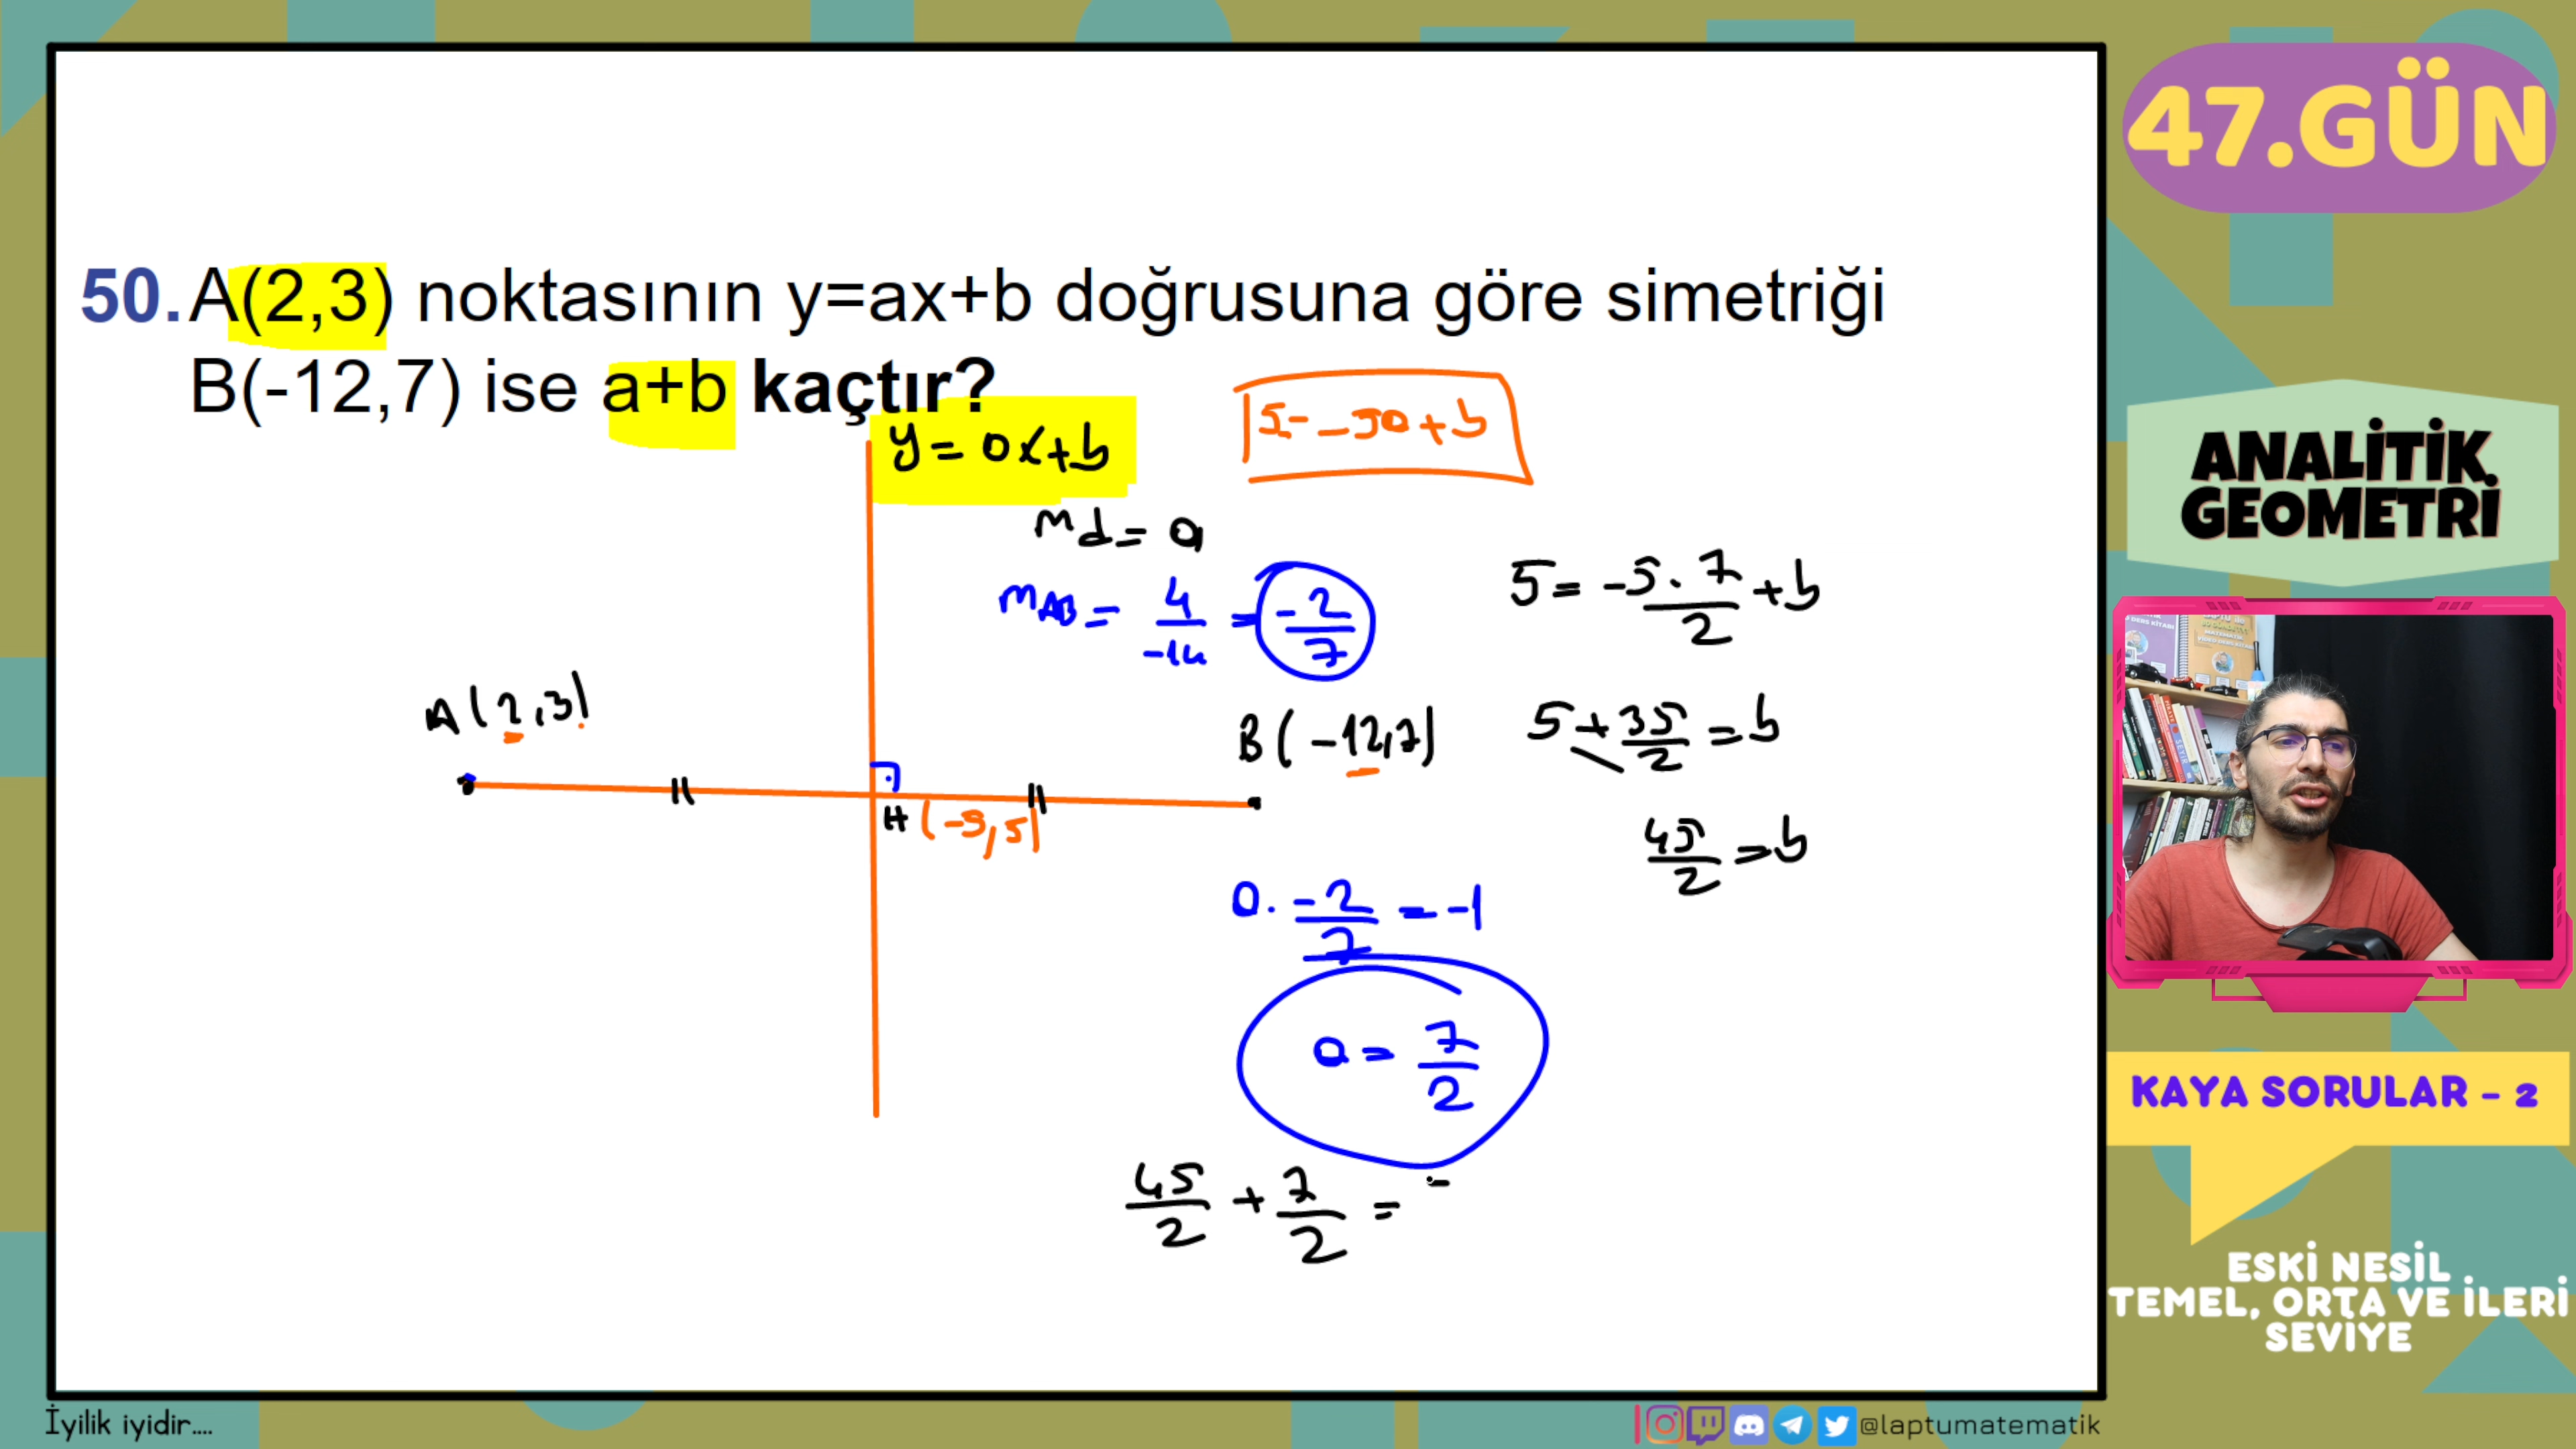 47.GÜN
50. A(2,3) noktasının y=ax+b doğrusuna göre simetriği
B(-12,7) ise a+b kaçtır?
y = ax+b
5 = -5a+b
md = a
mAB = 4/-14 = -2/7
5 = -5.7/2 + b
A(2,3)
B(-12,7)
5 + 35/2 = b
H (-5,5)
45/2 = b
a. -2/7 = -1
a = 7/2
45/2 + 7/2 =
ANALİTİK
GEOMETRİ
KAYA SORULAR - 2
ESKİ NESİL
TEMEL, ORTA VE İLERİ
SEVİYE
İyilik iyidir....
@laptumatematik